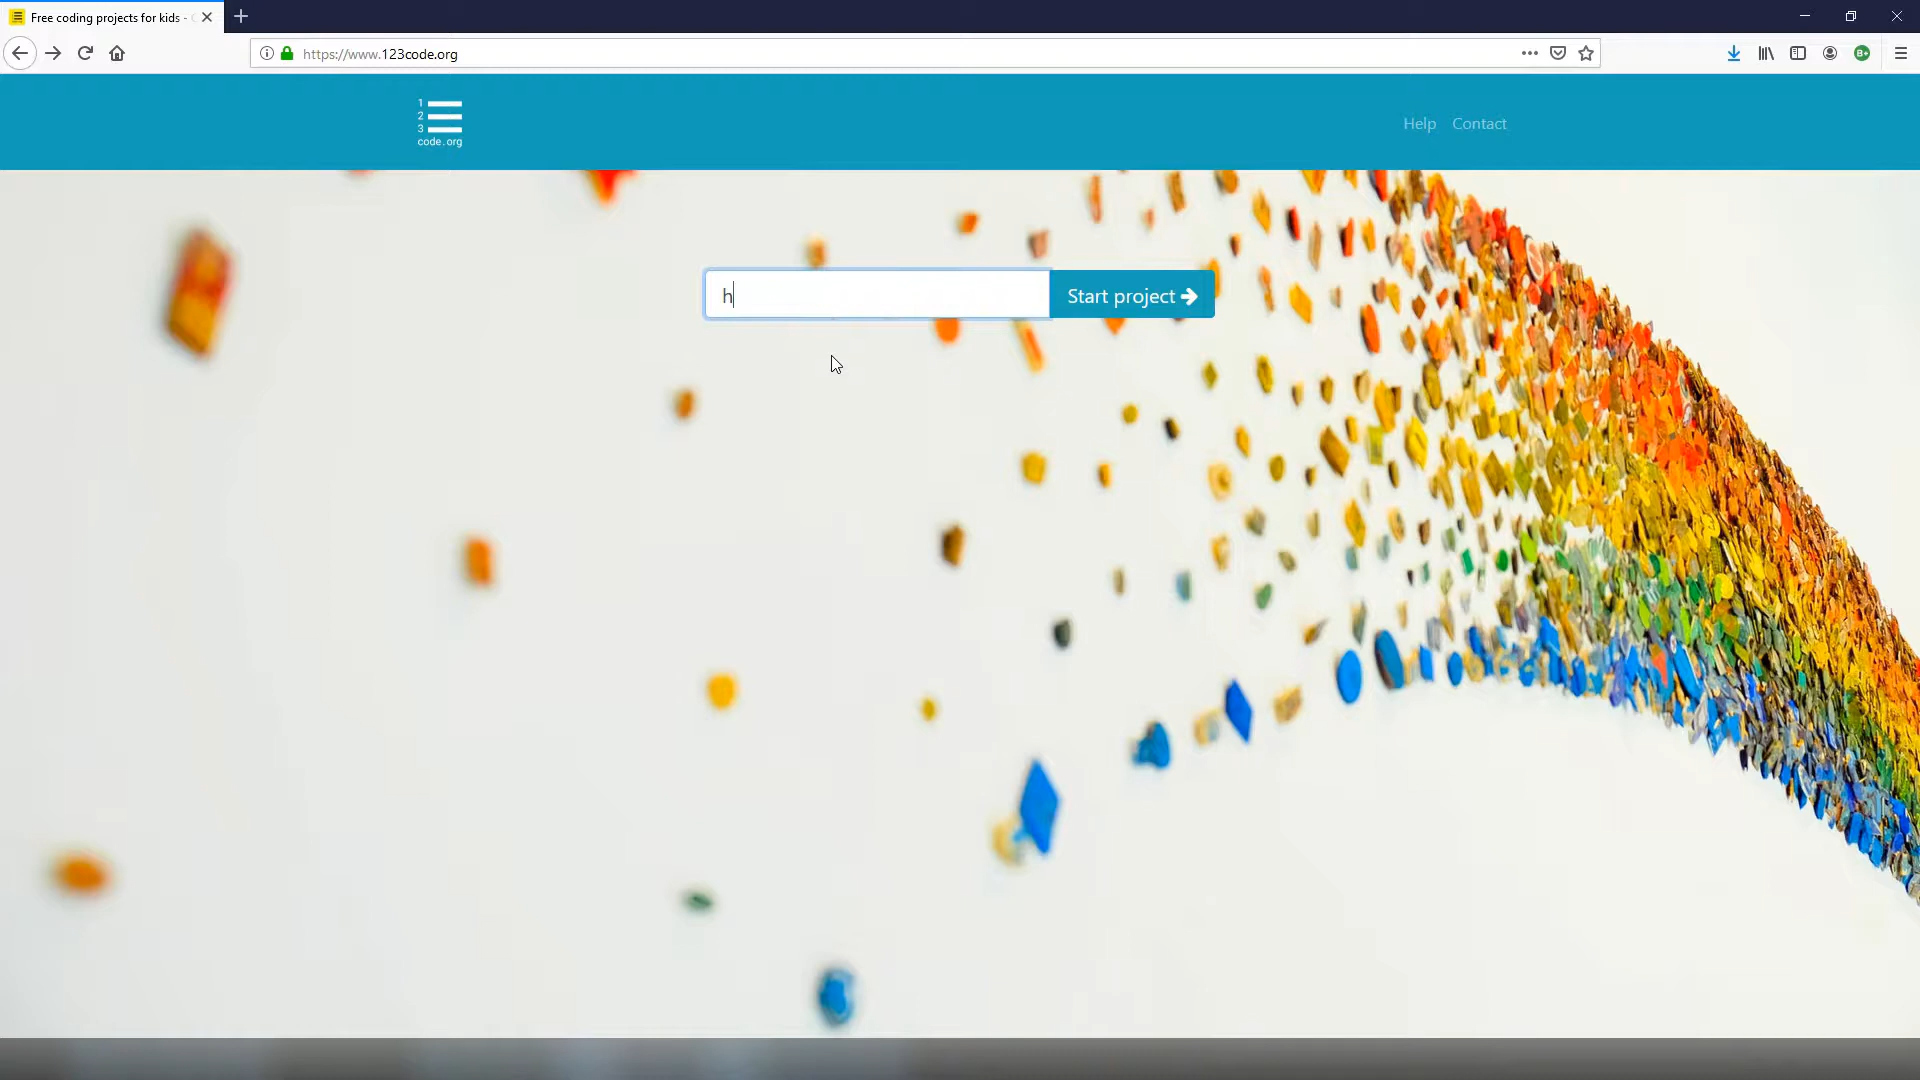 Free coding projects for kids -
https://www.123code.org
B+
1
2
3
code.org
Help Contact
h
Start project